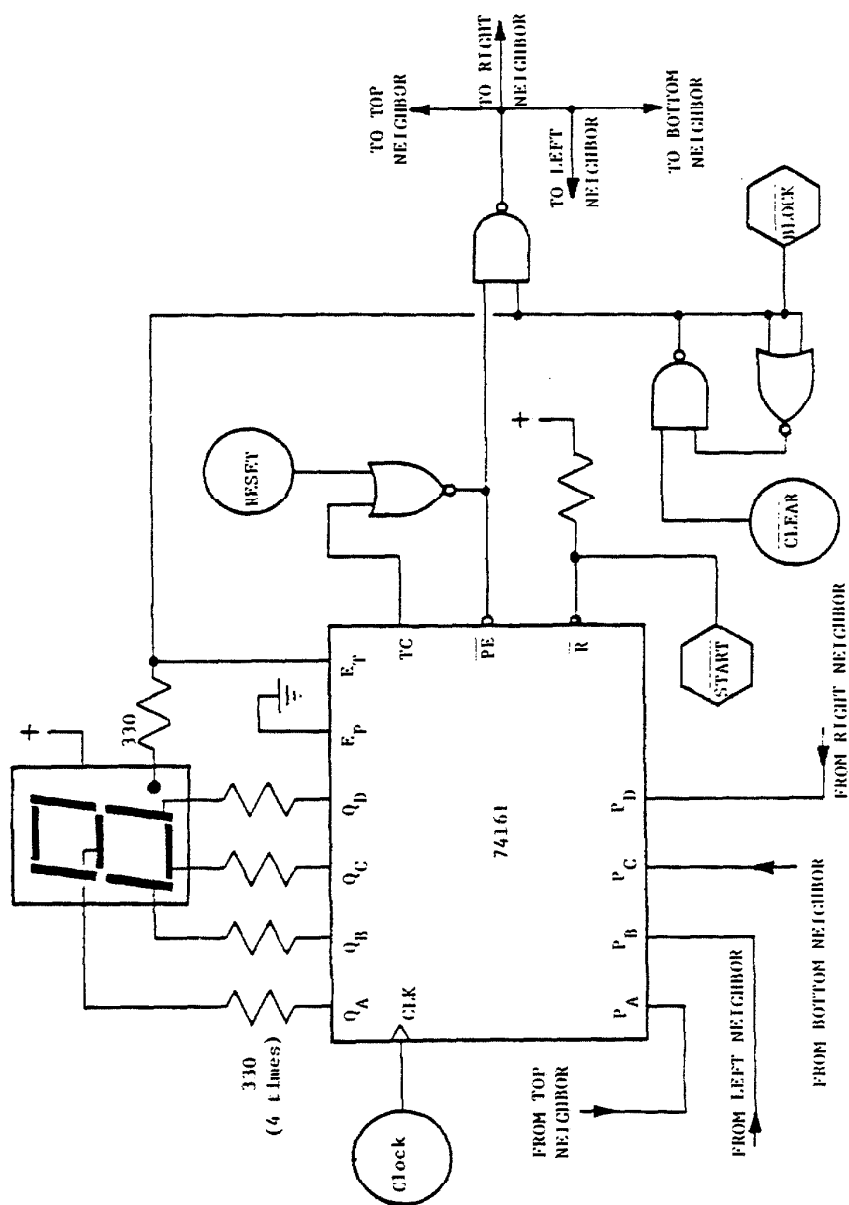 TO TOP
NEIGHBOR
TO RIGHT
NEIGHBOR
TO LEFT
NEIGHBOR
TO BOTTOM
NEIGHBOR
BLOCK
RESET
+
CLEAR
START
+
330
E_T
E_P
Q_D
Q_C
Q_B
Q_A
CLK
TC
PE
R
74161
P_D
P_C
P_B
P_A
330
(4 times)
Clock
FROM TOP
NEIGHBOR
FROM LEFT NEIGHBOR
FROM BOTTOM NEIGHBOR
FROM RIGHT NEIGHBOR